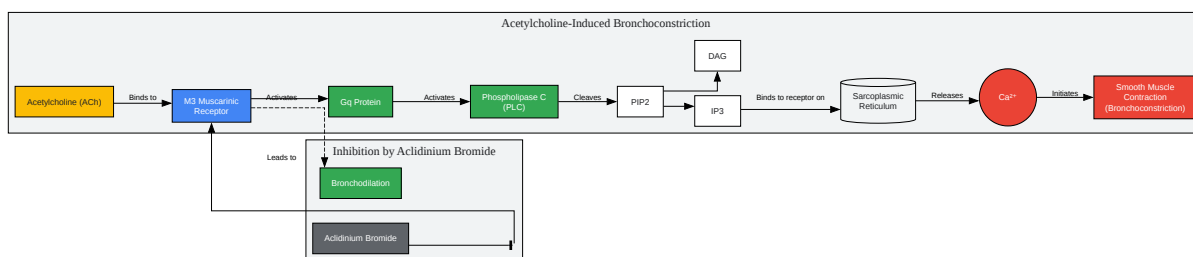 Acetylcholine-Induced Bronchoconstriction
Acetylcholine (ACh)
Binds to
M3 Muscarinic
Receptor
Activates
Gq Protein
Activates
Phospholipase C
(PLC)
Cleaves
PIP2
DAG
IP3
Binds to receptor on
Sarcoplasmic
Reticulum
Releases
Ca²⁺
Initiates
Smooth Muscle
Contraction
(Bronchoconstriction)
Leads to
Inhibition by Aclidinium Bromide
Bronchodilation
Aclidinium Bromide